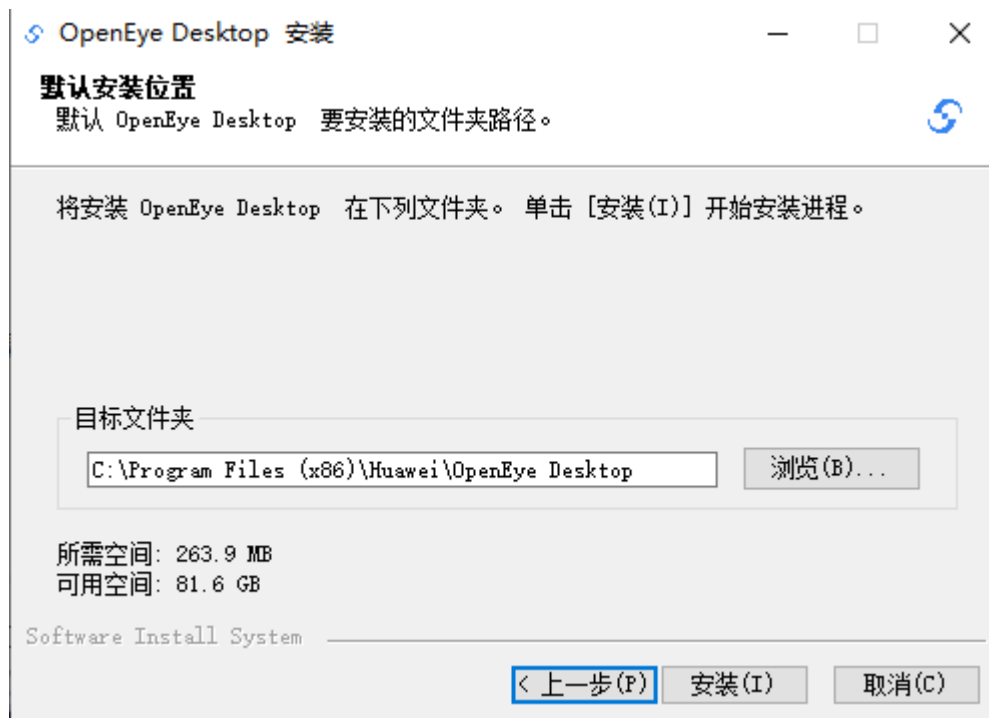 OpenEye Desktop 安装
默认安装位置
默认 OpenEye Desktop 要安装的文件夹路径。
将安装 OpenEye Desktop 在下列文件夹。 单击 [安装(I)] 开始安装进程。
目标文件夹
C:\Program Files (x86)\Huawei\OpenEye Desktop
浏览(B)...
所需空间: 263.9 MB
可用空间: 81.6 GB
Software Install System
< 上一步(P) 安装(I) 取消(C)